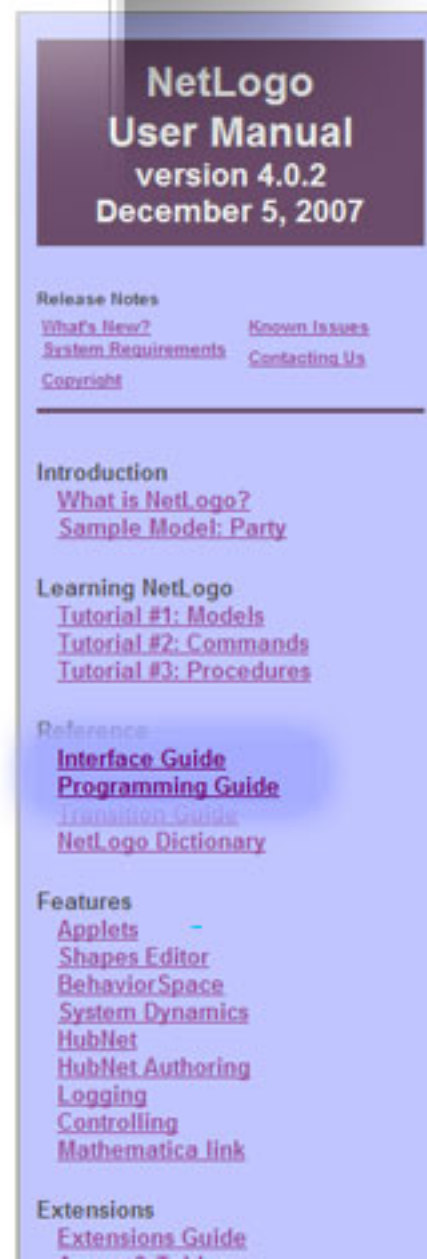 NetLogo
User Manual
version 4.0.2
December 5, 2007
Release Notes
What's New?
Known Issues
System Requirements
Contacting Us
Copyright
Introduction
What is NetLogo?
Sample Model: Party
Learning NetLogo
Tutorial #1: Models
Tutorial #2: Commands
Tutorial #3: Procedures
Reference
Interface Guide
Programming Guide
Transition Guide
NetLogo Dictionary
Features
Applets
Shapes Editor
BehaviorSpace
System Dynamics
HubNet
HubNet Authoring
Logging
Controlling
Mathematica link
Extensions
Extensions Guide